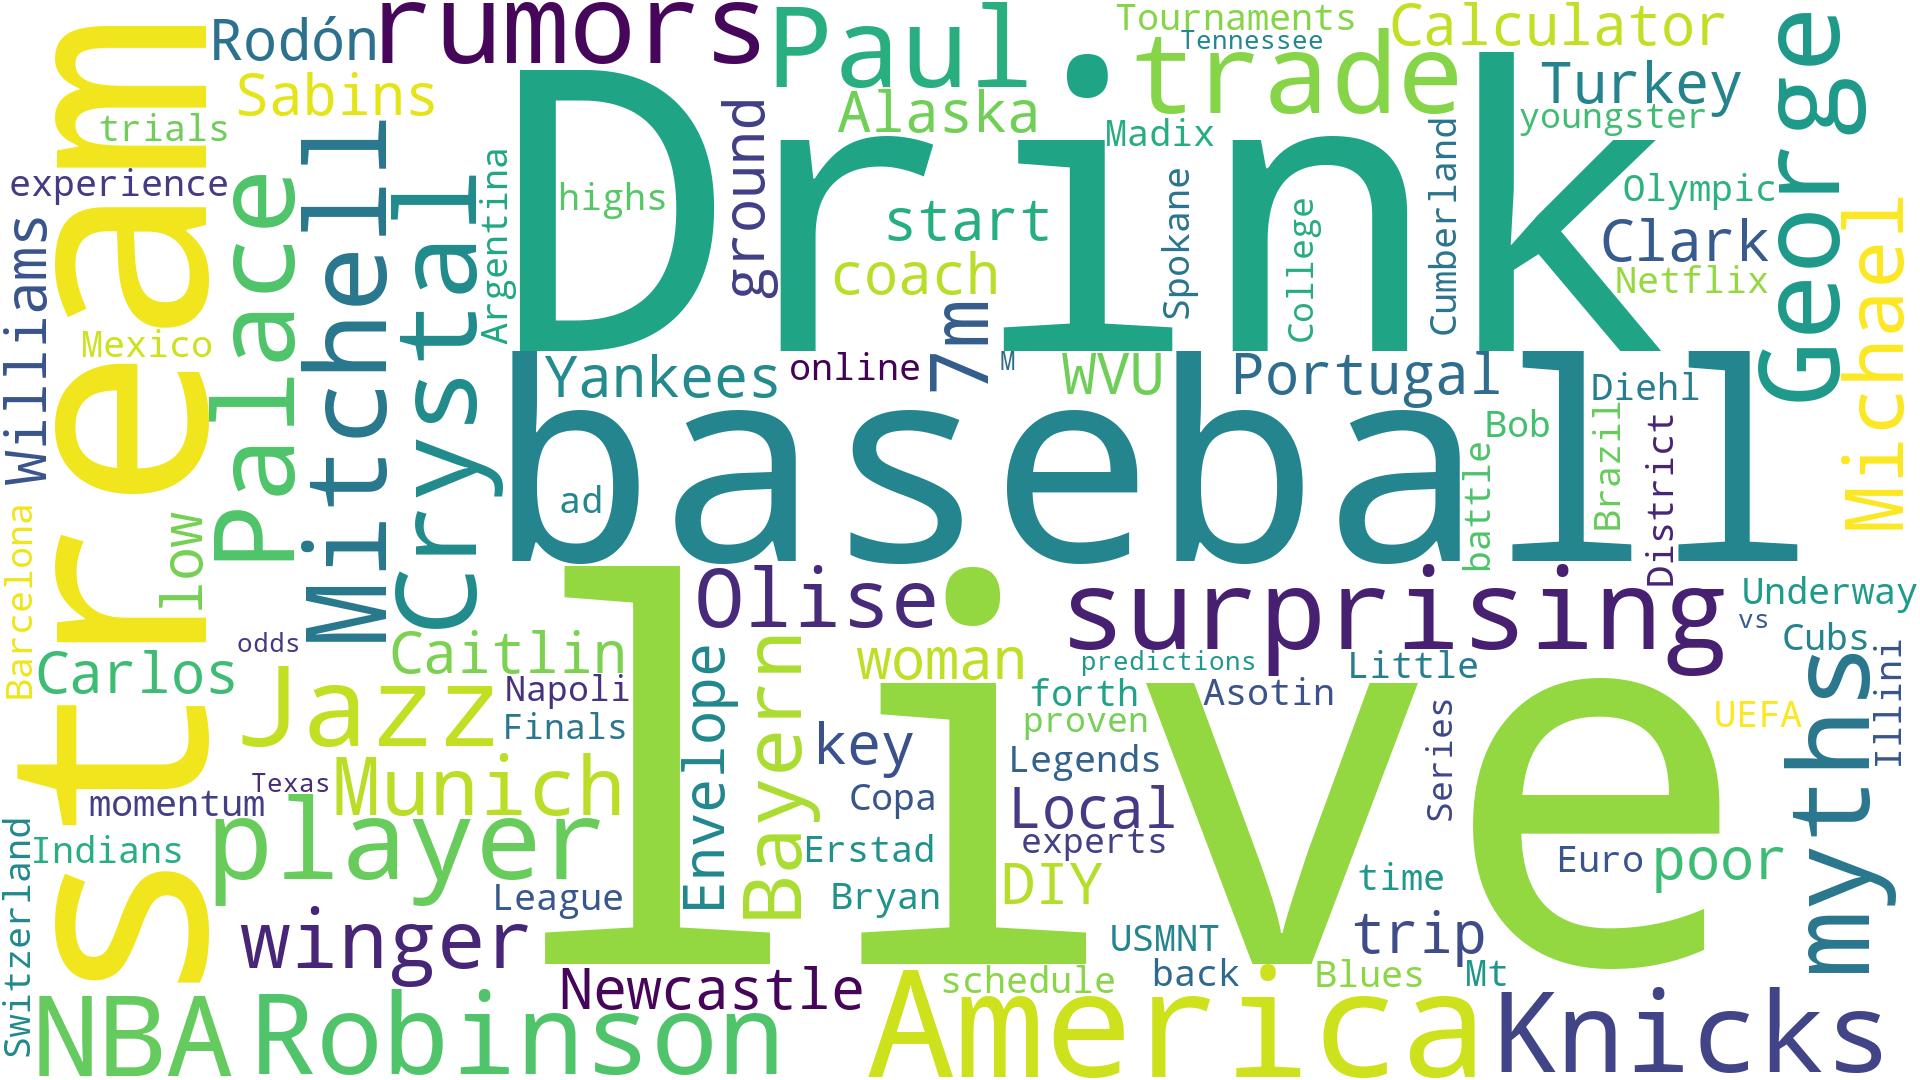 stream
Rodón
rumors
Paul
Tournaments
Tennessee
trade
Calculator
George
Sabins
Drink
Alaska
Turkey
youngster
trials
Mitchell
ground
Madix
Cumberland
experience
Palace
Crystal
Argentina
highs
start
Spokane
College
Olympic
Clark
Michael
Williams
coach
Netflix
Mexico
7m
Yankees
online
M
WVU
Portugal
Diehl
baseball
Bob
Brazil
District
battle
ad
Barcelona
low
live
Olise
surprising
Underway
vs
odds
Caitlin
Envelope
Bayern
woman
predictions
Little
Cubs
Illini
myths
Carlos
Jazz
Napoli
forth
Asotin
Finals
proven
Series
UEFA
key
Legends
Texas
Munich
momentum
Copa
Local
player
Switzerland
Indians
Erstad
experts
Euro
poor
DIY
time
League
Bryan
winger
USMNT
trip
Newcastle
schedule
back
Blues
Mt
NBA
Robinson
America
Knicks